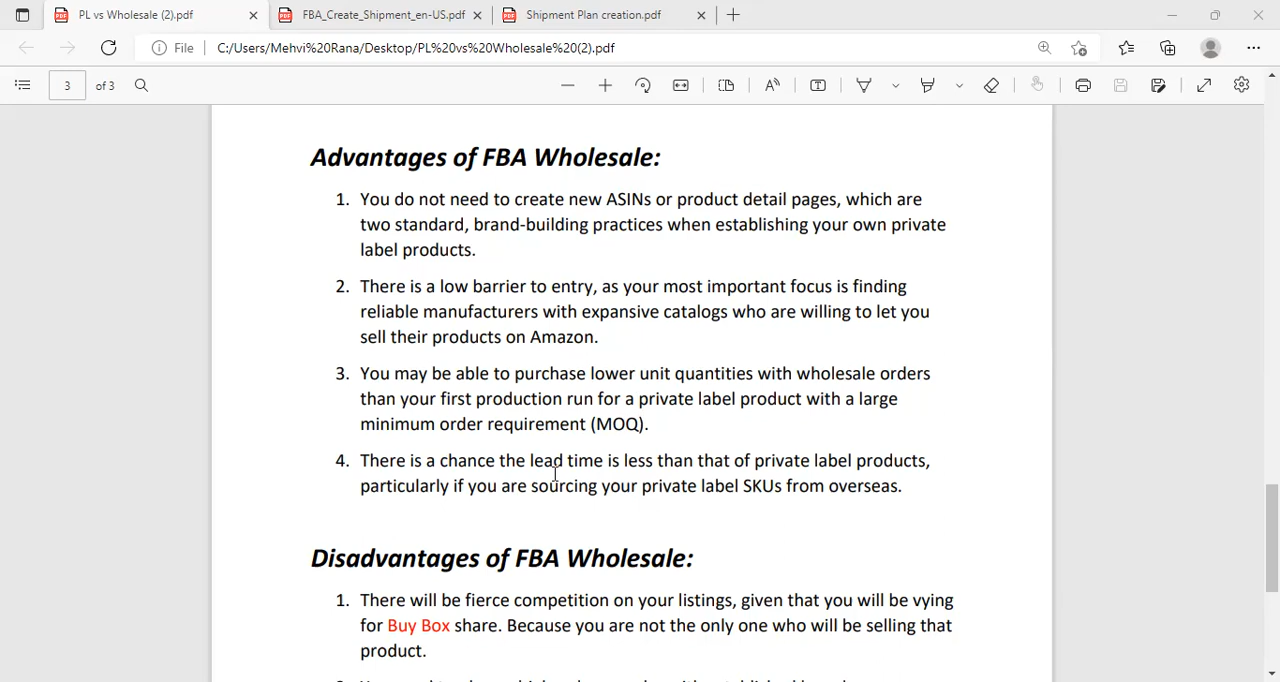 PL vs Wholesale (2).pdf
FBA_Create_Shipment_en-US.pdf
Shipment Plan creation.pdf
File
C:/Users/Mehvi%20Rana/Desktop/PL%20vs%20Wholesale%20(2).pdf
3 of 3
Advantages of FBA Wholesale:
1. You do not need to create new ASINs or product detail pages, which are
two standard, brand-building practices when establishing your own private
label products.
2. There is a low barrier to entry, as your most important focus is finding
reliable manufacturers with expansive catalogs who are willing to let you
sell their products on Amazon.
3. You may be able to purchase lower unit quantities with wholesale orders
than your first production run for a private label product with a large
minimum order requirement (MOQ).
4. There is a chance the lead time is less than that of private label products,
particularly if you are sourcing your private label SKUs from overseas.
Disadvantages of FBA Wholesale:
1. There will be fierce competition on your listings, given that you will be vying
for Buy Box share. Because you are not the only one who will be selling that
product.